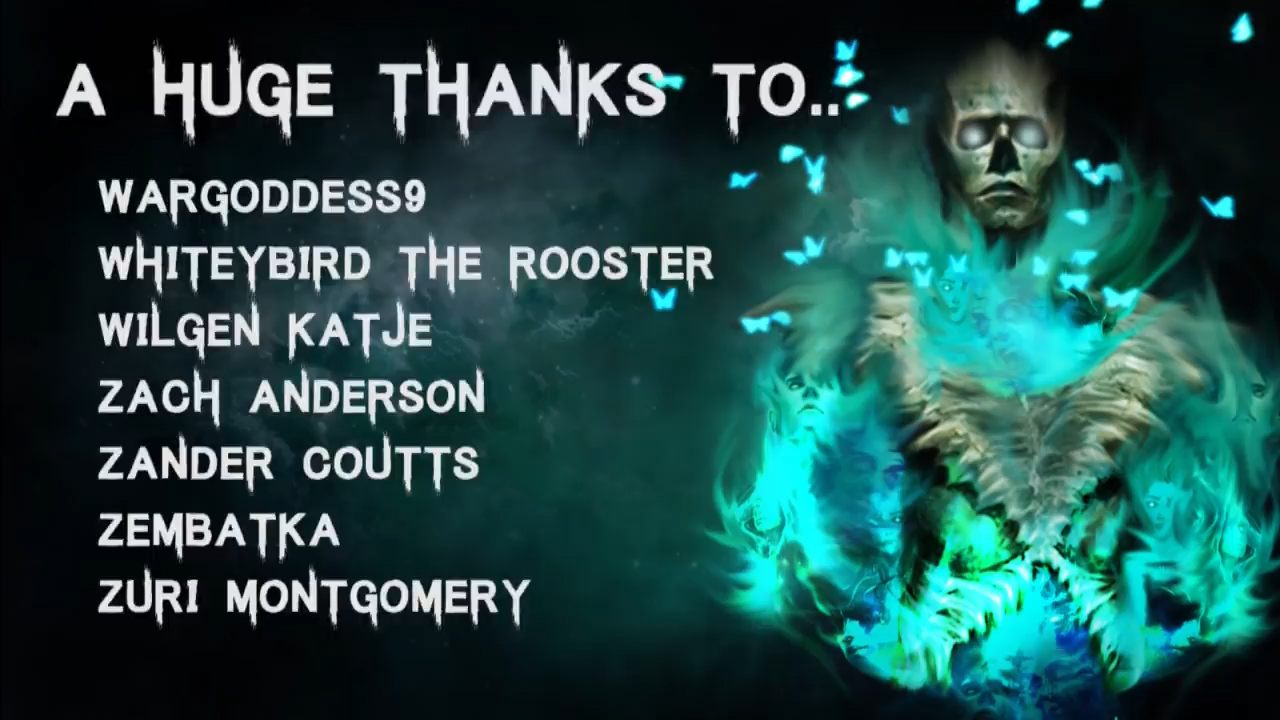 A HUGE THANKS TO..
WARGODDESS9
WHITEYBIRD THE ROOSTER
WILGEN KATJE
ZACH ANDERSON
ZANDER COUTTS
ZEMBATKA
ZURI MONTGOMERY